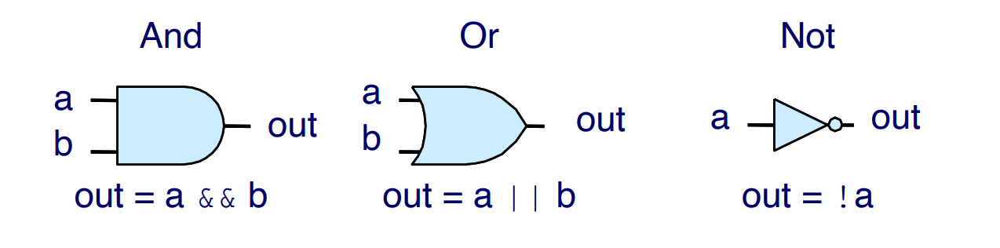 And Or Not
a a a
b b
out out out
out = a && b out = a || b out = !a